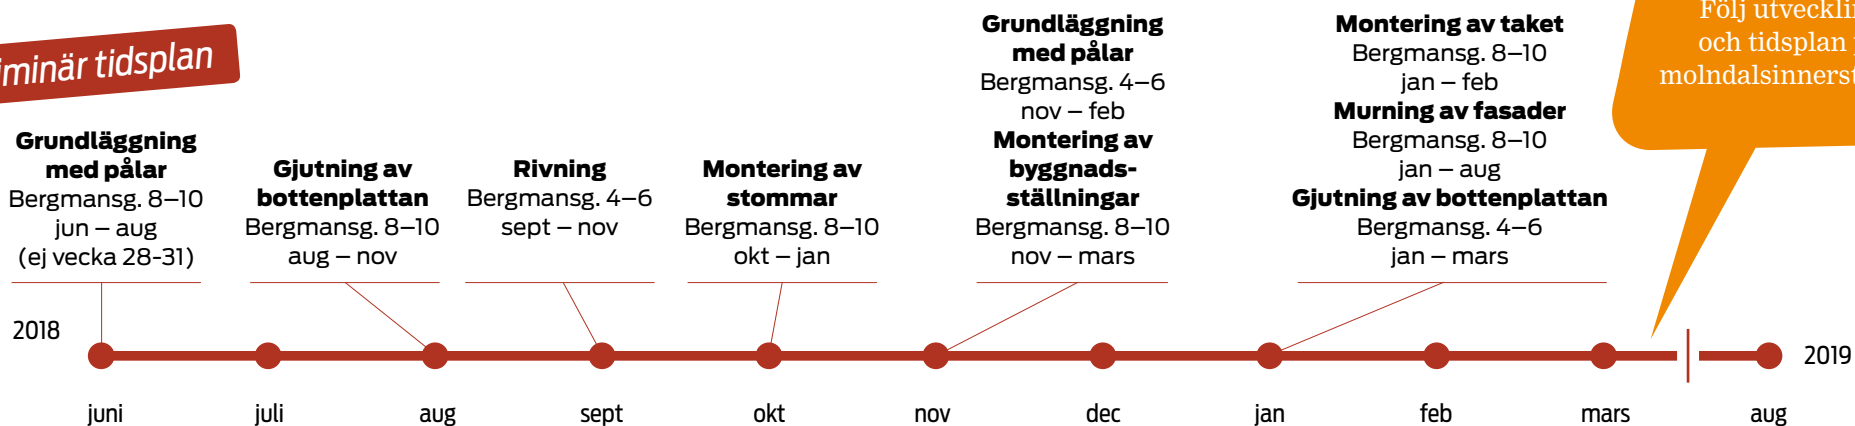 tidsplan
Grundläggning
med pålar
Bergmansg. 8–10
jun – aug
(ej vecka 28-31)
Gjutning av
bottenplattan
Bergmansg. 8–10
aug – nov
Rivning
Bergmansg. 4–6
sept – nov
Montering av
stommar
Bergmansg. 8–10
okt – jan
Grundläggning
med pålar
Bergmansg. 4–6
nov – feb
Montering av
byggnads-
ställningar
Bergmansg. 8–10
nov – mars
Montering av taket
Bergmansg. 8–10
jan – feb
Murning av fasader
Bergmansg. 8–10
jan – aug
Gjutning av bottenplattan
Bergmansg. 4–6
jan – mars
Följ
och tidsplan
2018
2019
juni
juli
aug
sept
okt
nov
dec
jan
feb
mars
aug